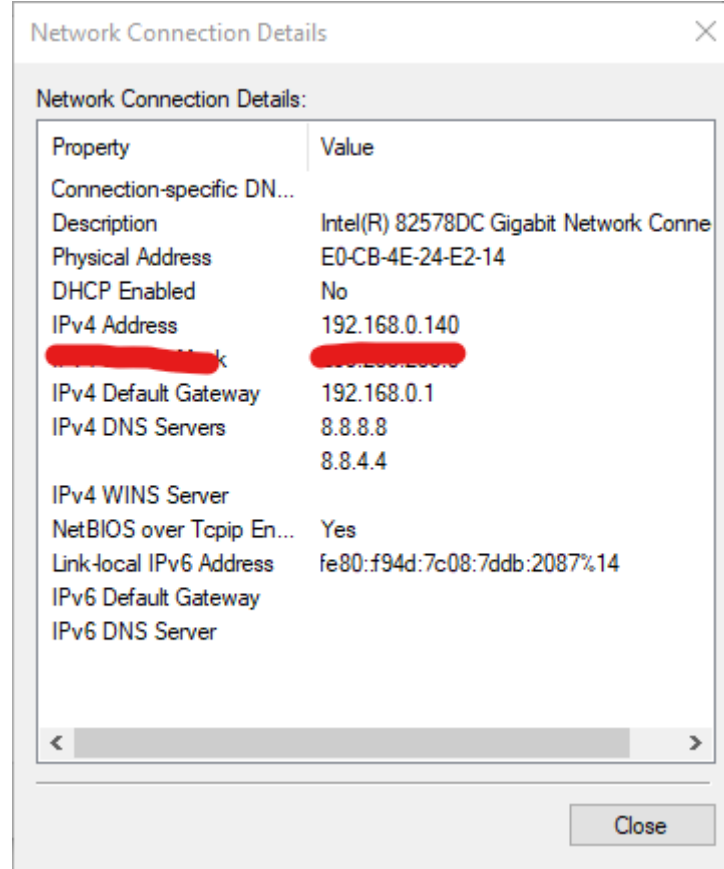 Network Connection Details
Network Connection Details:
Property Value
Connection-specific DN...
Description Intel(R) 82578DC Gigabit Network Conne
Physical Address E0-CB-4E-24-E2-14
DHCP Enabled No
IPv4 Address 192.168.0.140
IPv4 Default Gateway 192.168.0.1
IPv4 DNS Servers 8.8.8.8
8.8.4.4
IPv4 WINS Server
NetBIOS over Tcpip En... Yes
Link-local IPv6 Address fe80::f94d:7c08:7ddb:2087%14
IPv6 Default Gateway
IPv6 DNS Server
Close